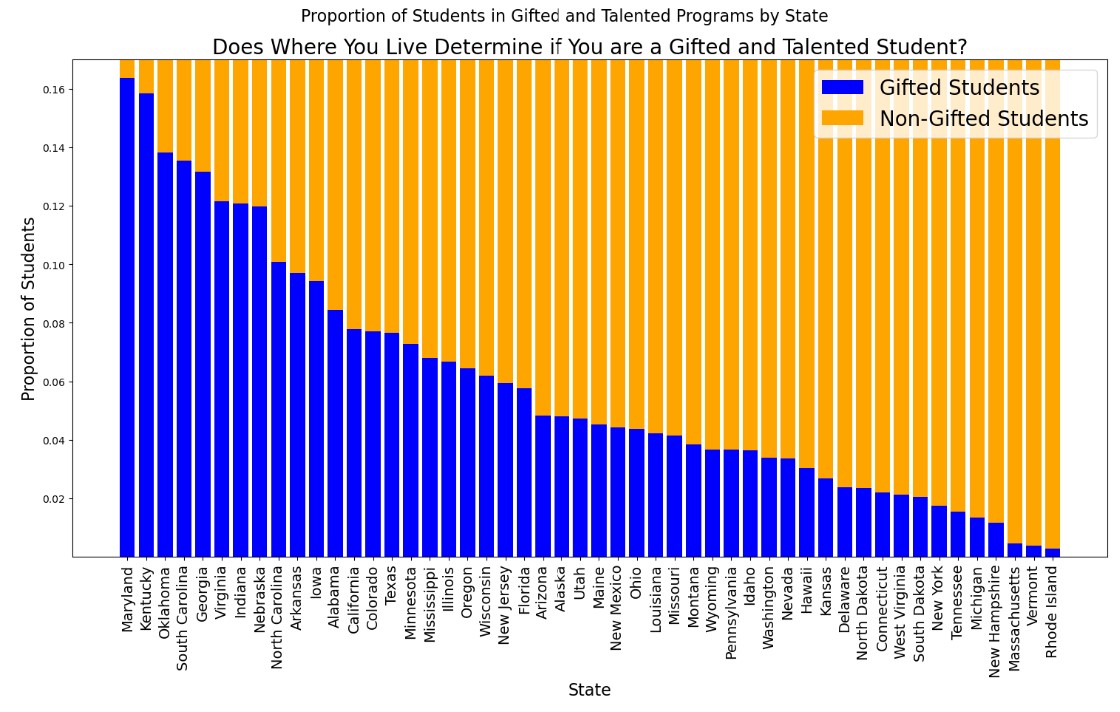 Proportion of Students in Gifted and Talented Programs by State
Does Where You Live Determine if You are a Gifted and Talented Student?
Gifted Students
Non-Gifted Students
Proportion of Students
0.16
0.14
0.12
0.10
0.08
0.06
0.04
0.02
Maryland
Kentucky
Oklahoma
South Carolina
Georgia
Virginia
Indiana
Nebraska
North Carolina
Arkansas
Iowa
Alabama
California
Colorado
Texas
Minnesota
Mississippi
Illinois
Oregon
Wisconsin
New Jersey
Florida
Arizona
Alaska
Utah
Maine
New Mexico
Ohio
Louisiana
Missouri
Montana
Wyoming
Pennsylvania
Idaho
Washington
Nevada
Hawaii
Kansas
Delaware
North Dakota
Connecticut
West Virginia
South Dakota
New York
Tennessee
Michigan
New Hampshire
Massachusetts
Vermont
Rhode Island
State